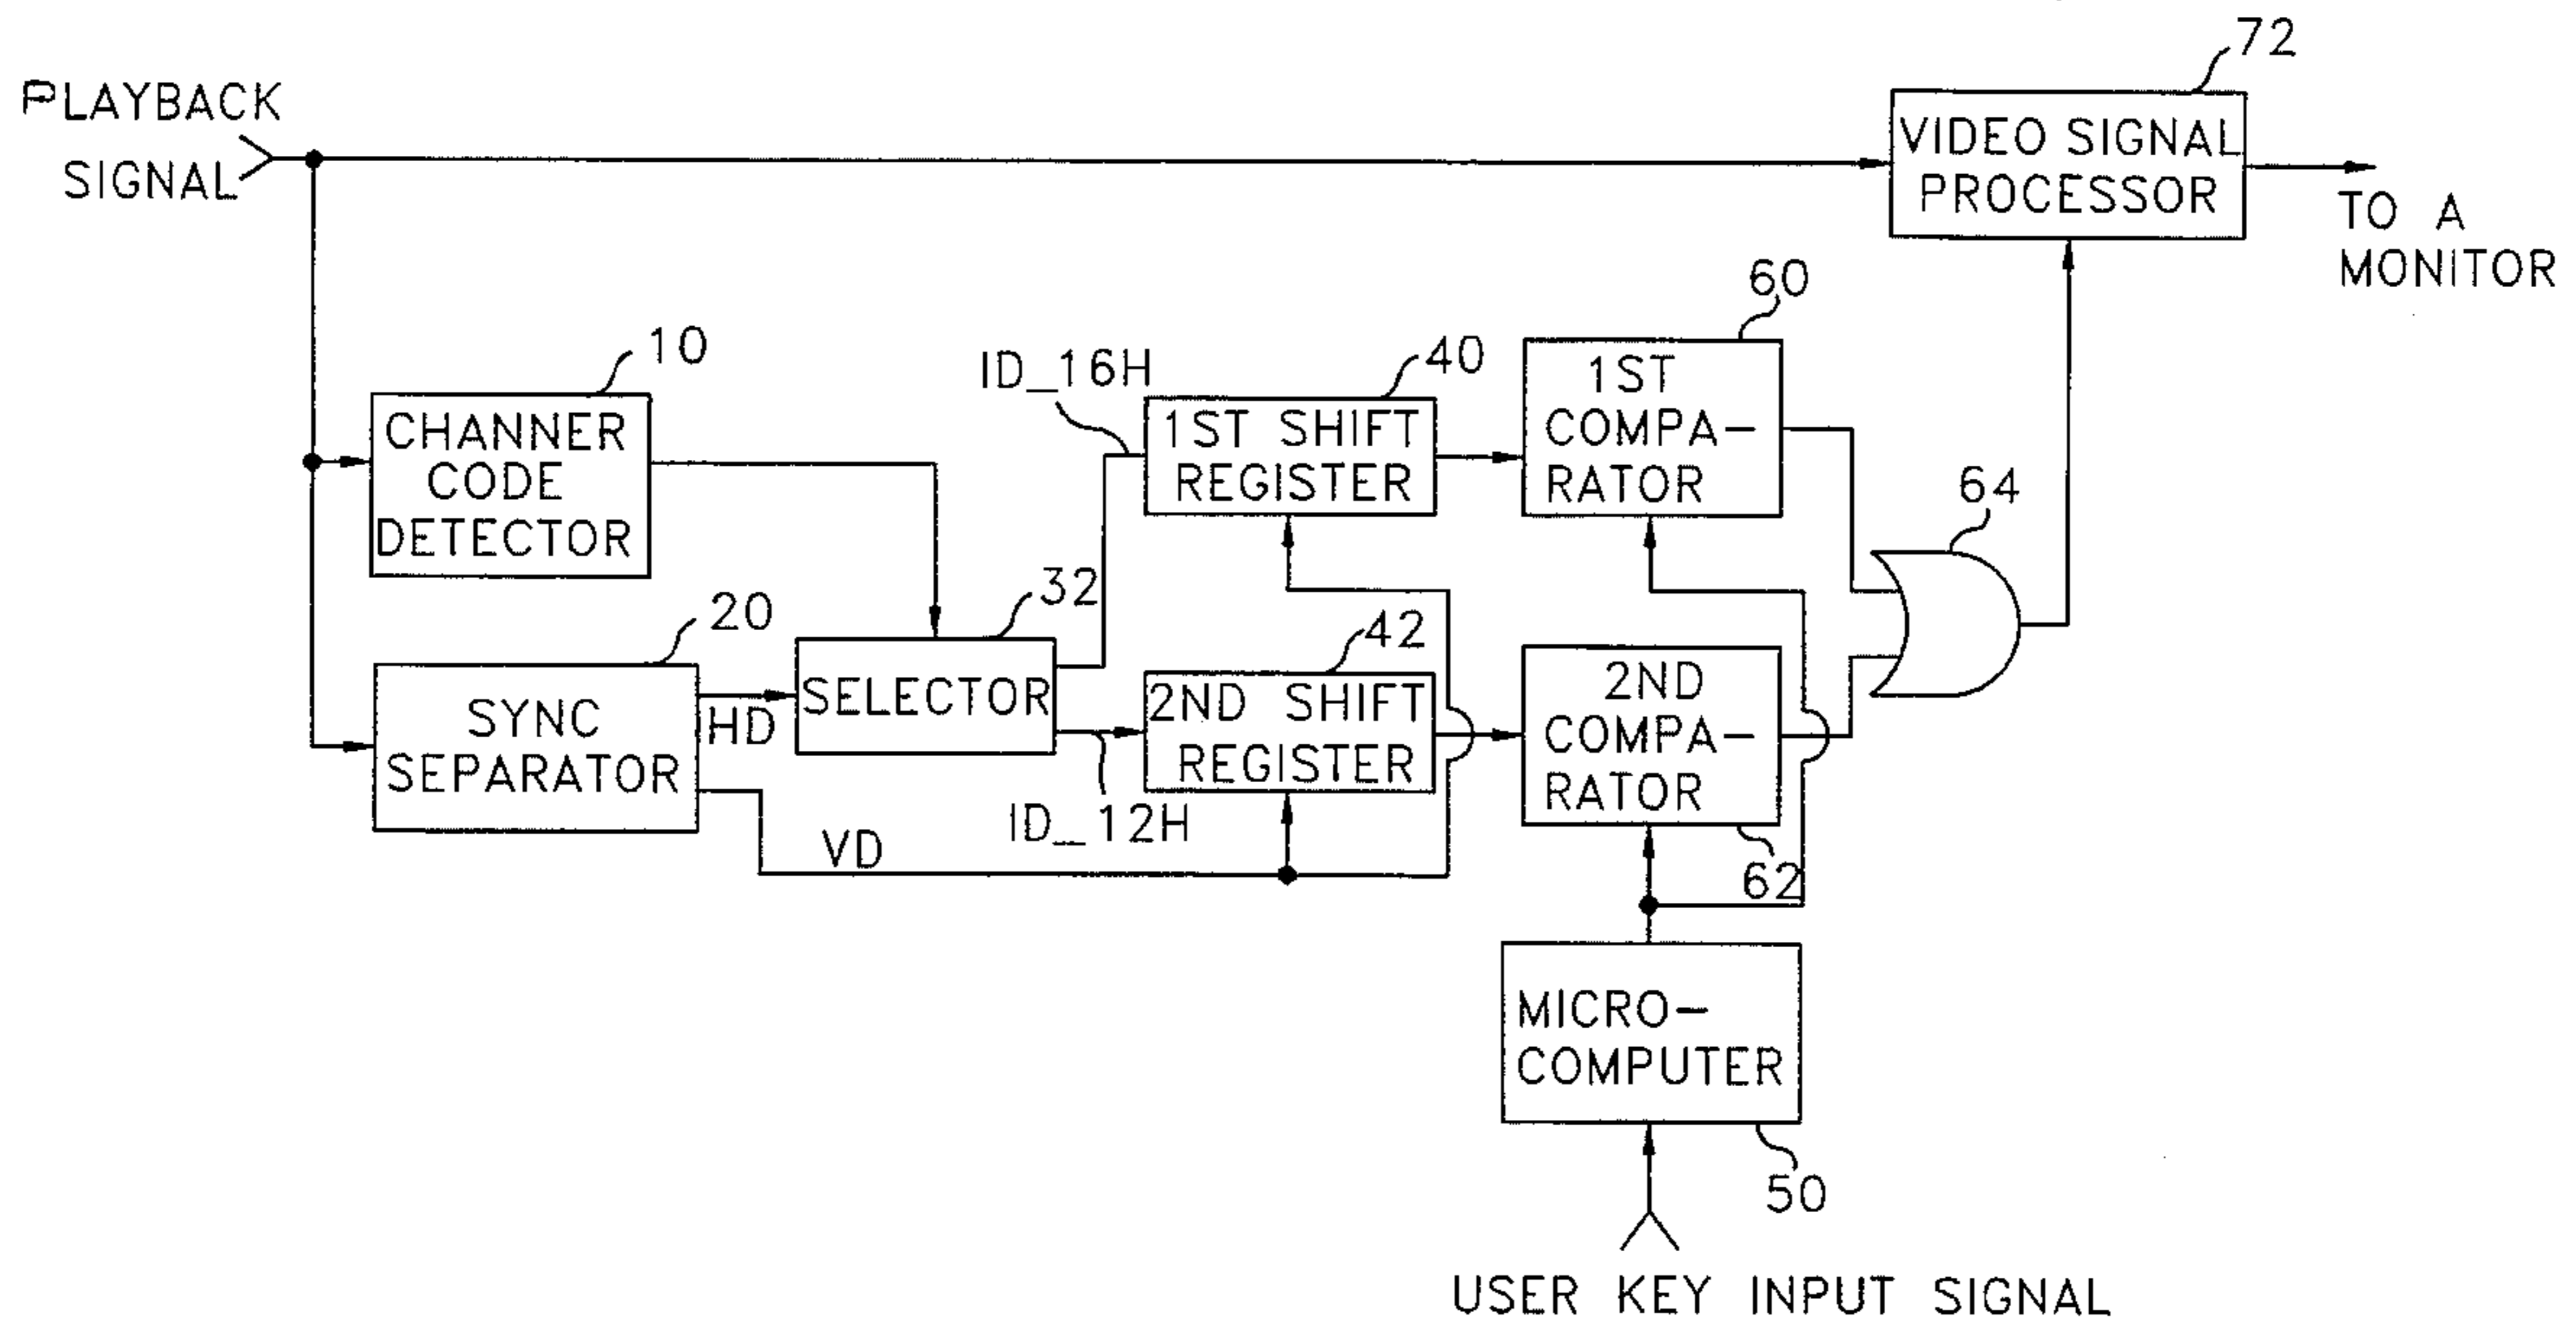 72
PLAYBACK
SIGNAL
VIDEO SIGNAL
PROCESSOR
TO A
MONITOR
10
CHANNER
CODE
DETECTOR
ID_16H
40
1ST SHIFT
REGISTER
60
1ST
COMPA-
RATOR
64
20
SYNC
SEPARATOR
HD
VD
32
SELECTOR
ID_12H
42
2ND SHIFT
REGISTER
2ND
COMPA-
RATOR
62
MICRO-
COMPUTER
50
USER KEY INPUT SIGNAL